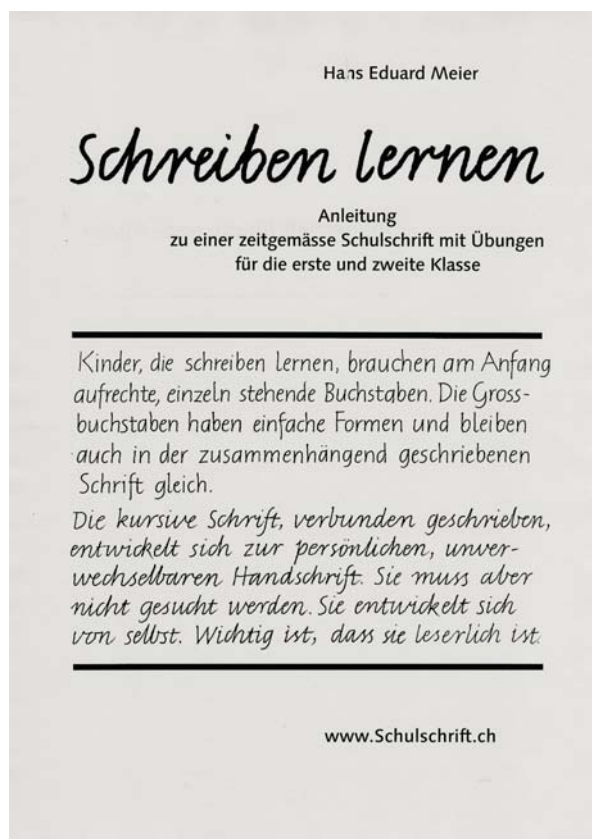 Hans Eduard Meier
Schreiben lernen
Anleitung
zu einer zeitgemässe Schulschrift mit Übungen
für die erste und zweite Klasse
Kinder, die schreiben lernen, brauchen am Anfang
aufrechte, einzeln stehende Buchstaben. Die Gross-
buchstaben haben einfache Formen und bleiben
auch in der zusammenhängend geschriebenen
Schrift gleich.
Die kursive Schrift, verbunden geschrieben,
entwickelt sich zur persönlichen, unver-
wechselbaren Handschrift. Sie muss aber
nicht gesucht werden. Sie entwickelt sich
von selbst. Wichtig ist, dass sie leserlich ist.
www.Schulschrift.ch